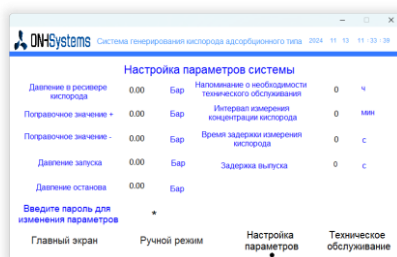 ONHSystems Система генерирования кислорода адсорбционного типа 2024 11 13 11:33:39
Настройка параметров системы
Давление в ресивере
кислорода
0.00 Бар
Напоминание о необходимости
технического обслуживания
0 ч
Поправочное значение + 0.00 Бар
Интервал измерения
концентрации кислорода
0 мин
Поправочное значение - 0.00 Бар
Время задержки измерения
кислорода
0 с
Давление запуска 0.00 Бар
Задержка выпуска 0 с
Давление останова 0.00 Бар
Введите пароль для
изменения параметров
*
Главный экран
Ручной режим
Настройка
параметров
Техническое
обслуживание